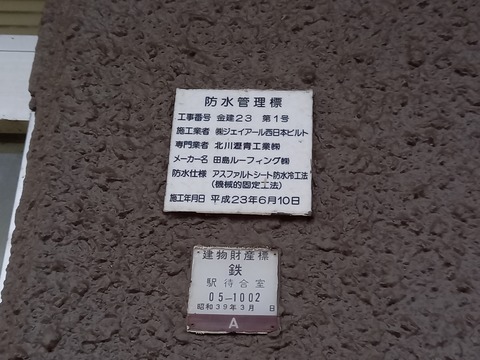 防水管理標
工事番号 金建23 第1号
施工業者 ㈱ジェイアール西日本ビルト
専門業者 北川瀝青工業㈱
メーカー名 田島ルーフィング㈱
防水仕様 アスファルトシート防水冷工法
(機械的固定工法)
施工年月日 平成23年6月10日
建物財産標
鉄
駅待合室
05-1002
昭和39年3月 日
A